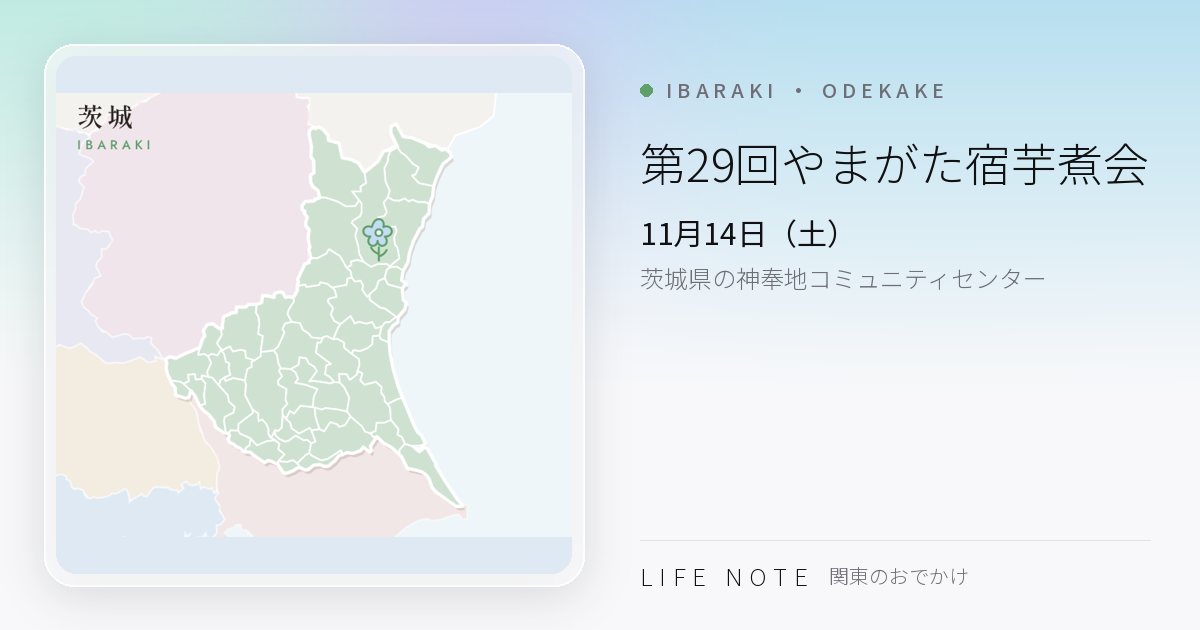 茨城
IBARAKI
IBARAKI • ODEKAKE
第29回やまがた宿芋煮会
11月14日（土）
茨城県の神奉地コミュニティセンター
LIFE NOTE 関東のおでかけ